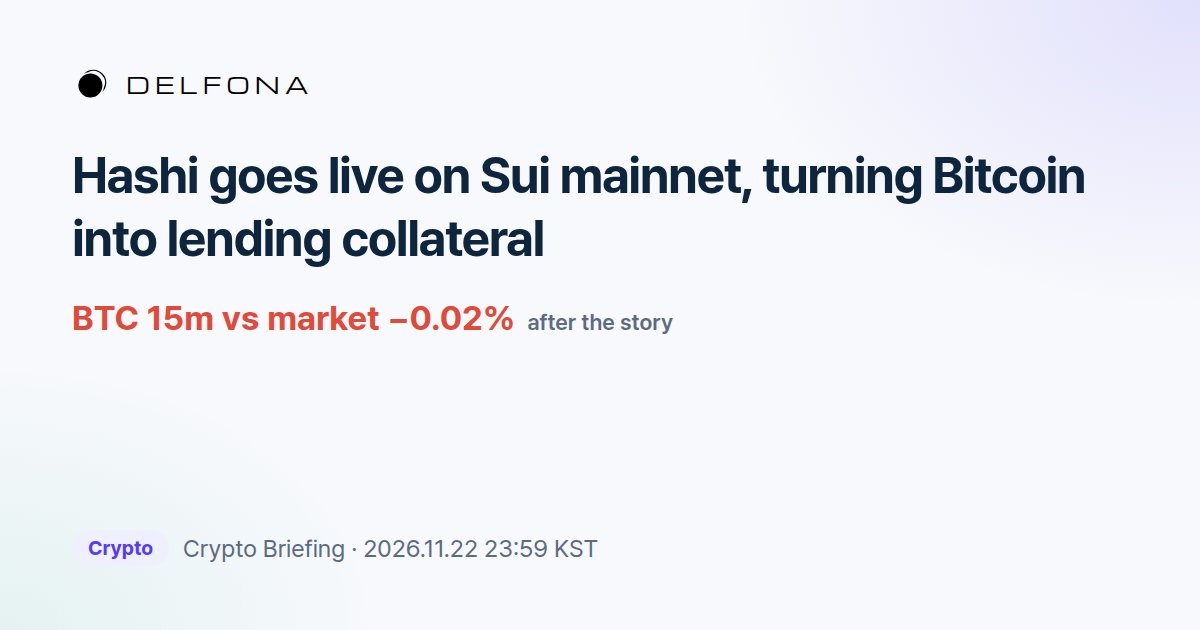 DELFONA
Hashi goes live on Sui mainnet, turning Bitcoin
into lending collateral
BTC 15m vs market −0.02% after the story
Crypto Crypto Briefing · 2026.11.22 23:59 KST